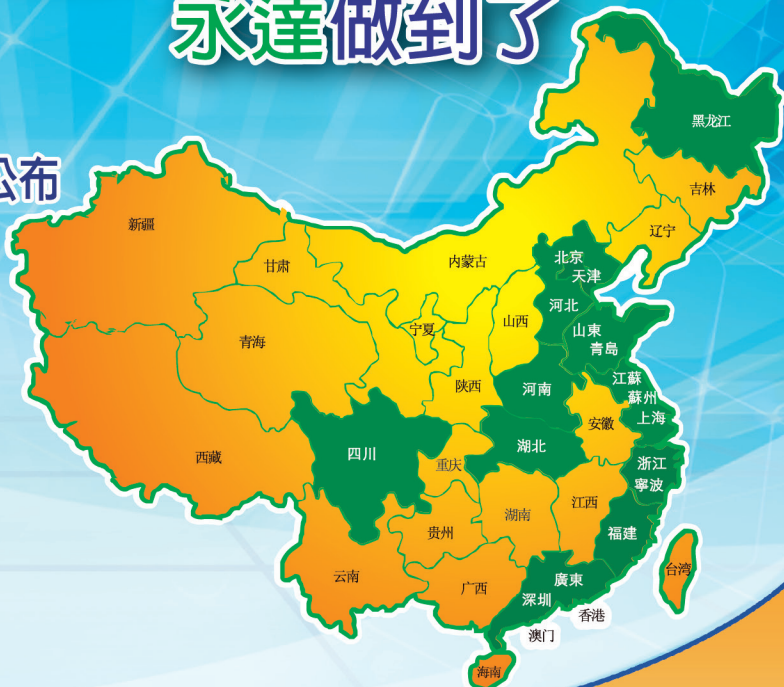 永達做到了
公布
黑龙江
吉林
辽宁
新疆
甘肃
内蒙古
北京
天津
河北
山東
青島
宁夏
山西
青海
陕西
河南
江蘇
蘇州
上海
安徽
四川
湖北
西藏
重庆
浙江
寧波
湖南
江西
福建
贵州
云南
广西
廣東
深圳
台湾
香港
澳门
海南